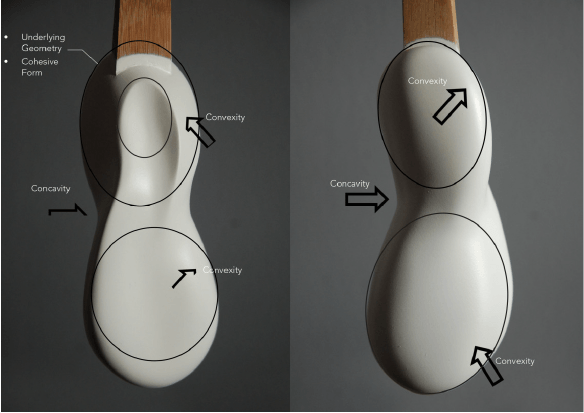 Underlying
Geometry
Cohesive
Form
Convexity
Concavity
Convexity
Convexity
Concavity
Convexity